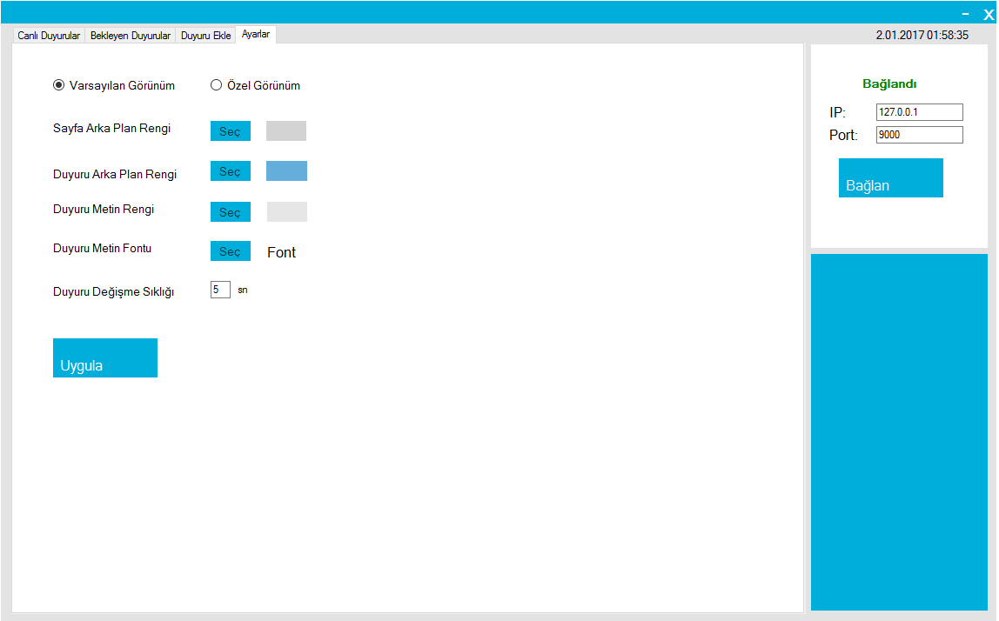 – X
Canlı Duyurular Bekleyen Duyurular Duyuru Ekle Ayarlar
2.01.2017 01:58:35
Varsayılan Görünüm Özel Görünüm
Sayfa Arka Plan Rengi Seç
Duyuru Arka Plan Rengi Seç
Duyuru Metin Rengi Seç
Duyuru Metin Fontu Seç Font
Duyuru Değişme Sıklığı 5 sn
Uygula
Bağlandı
IP: 127.0.0.1
Port: 9000
Bağlan